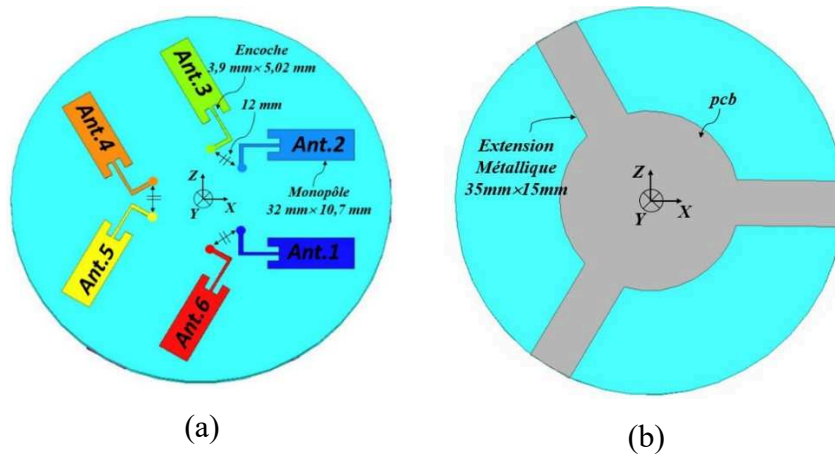 Encoche
3,9 mm×5,02 mm
12 mm
Ant.3
Ant.4
Ant.2
Monopôle
32 mm×10,7 mm
Z
X
Y
Ant.5
Ant.1
Ant.6
(a)
pcb
Extension
Métallique
35mm×15mm
Z
X
Y
(b)